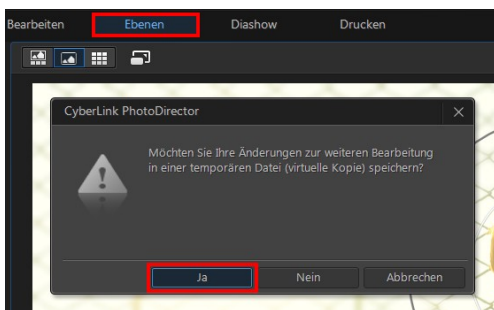 Bearbeiten Ebenen Diashow Drucken
CyberLink PhotoDirector
Möchten Sie Ihre Änderungen zur weiteren Bearbeitung
in einer temporären Datei (virtuelle Kopie) speichern?
Ja Nein Abbrechen